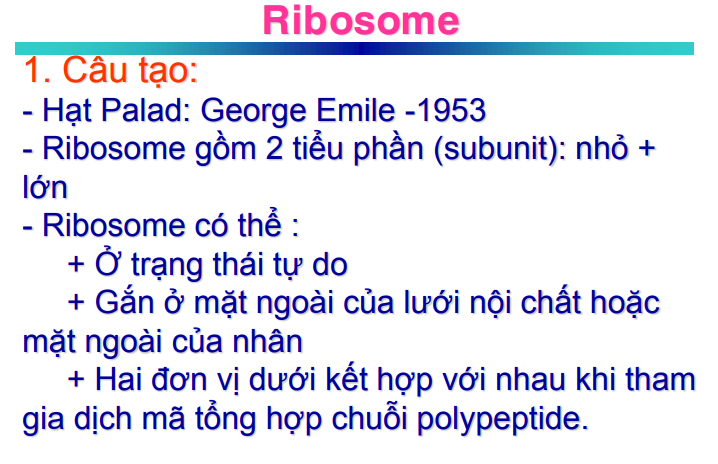 Ribosome
1. Câu tạo:
- Hạt Palad: George Emile -1953
- Ribosome gồm 2 tiểu phần (subunit): nhỏ +
lớn
- Ribosome có thể :
+ Ở trạng thái tự do
+ Gắn ở mặt ngoài của lưới nội chất hoặc
mặt ngoài của nhân
+ Hai đơn vị dưới kết hợp với nhau khi tham
gia dịch mã tổng hợp chuỗi polypeptide.